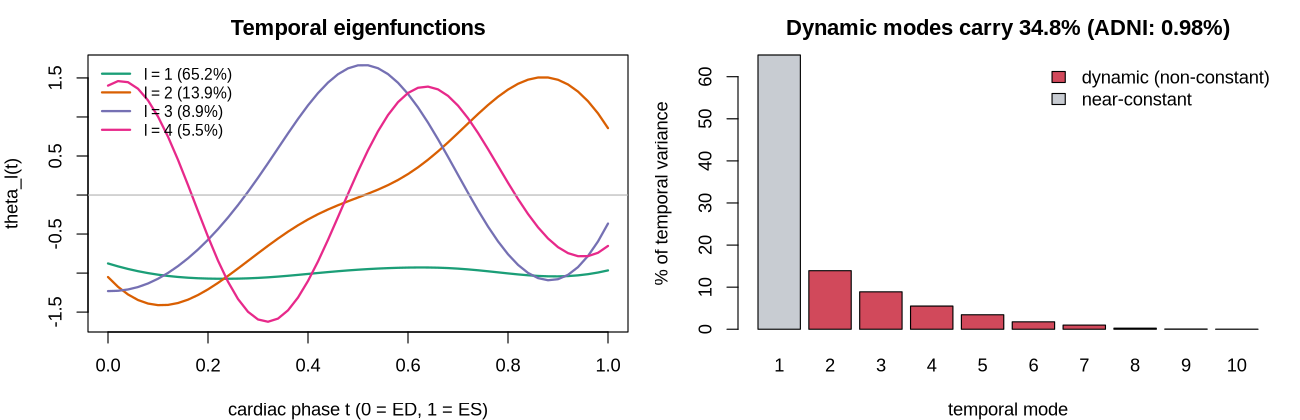 Temporal eigenfunctions
theta_l(t)
1.5
0.5
-0.5
-1.5
l = 1 (65.2%)
l = 2 (13.9%)
l = 3 (8.9%)
l = 4 (5.5%)
0.0 0.2 0.4 0.6 0.8 1.0
cardiac phase t (0 = ED, 1 = ES)
Dynamic modes carry 34.8% (ADNI: 0.98%)
% of temporal variance
60
50
40
30
20
10
0
dynamic (non-constant)
near-constant
1 2 3 4 5 6 7 8 9 10
temporal mode